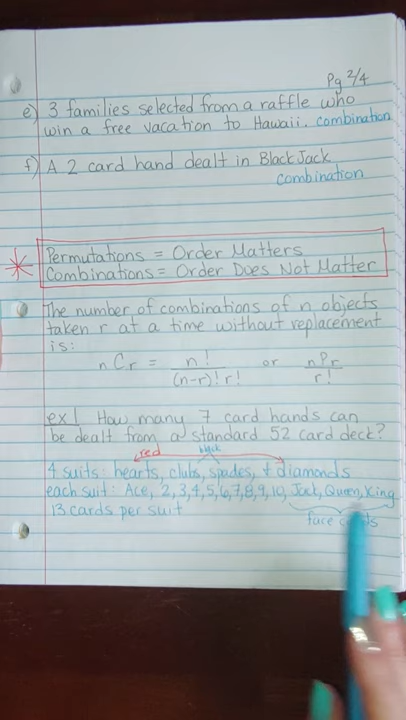 Pg 2/4
e) 3 families selected from a raffle who
win a free vacation to Hawaii. combination
f) A 2 card hand dealt in BlackJack
combination
Permutations = Order Matters
Combinations = Order Does Not Matter
The number of combinations of n objects
taken r at a time without replacement
is:
nCr = n! / (n-r)! r! or nPr / r!
ex! How many 7 card hands can
be dealt from a standard 52 card deck?
red black
4 suits: hearts, clubs, spades, & diamonds
each suit: Ace, 2,3,4,5,6,7,8,9,10, Jack, Queen, King
13 cards per suit
face cards